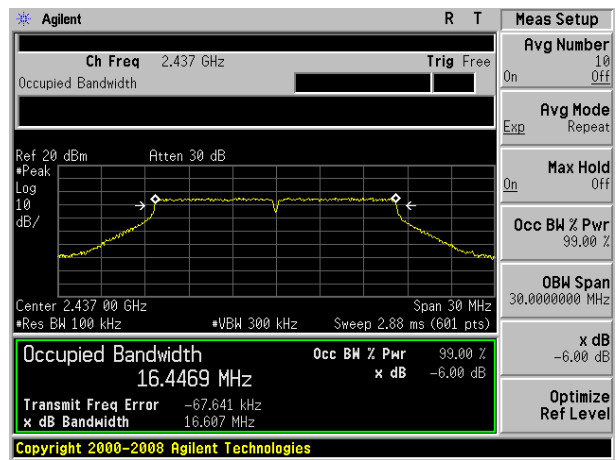 Agilent R T Meas Setup
Ch Freq 2.437 GHz Trig Free
Occupied Bandwidth
Avg Number
10
On Off
Avg Mode
Exp Repeat
Max Hold
On Off
Occ BW % Pwr
99.00 %
OBW Span
30.0000000 MHz
x dB
-6.00 dB
Optimize
Ref Level
Ref 20 dBm Atten 30 dB
#Peak
Log
10
dB/
Center 2.437 00 GHz Span 30 MHz
#Res BW 100 kHz #VBW 300 kHz Sweep 2.88 ms (601 pts)
Occupied Bandwidth Occ BW % Pwr 99.00 %
16.4469 MHz x dB -6.00 dB
Transmit Freq Error -67.641 kHz
x dB Bandwidth 16.607 MHz
Copyright 2000-2008 Agilent Technologies